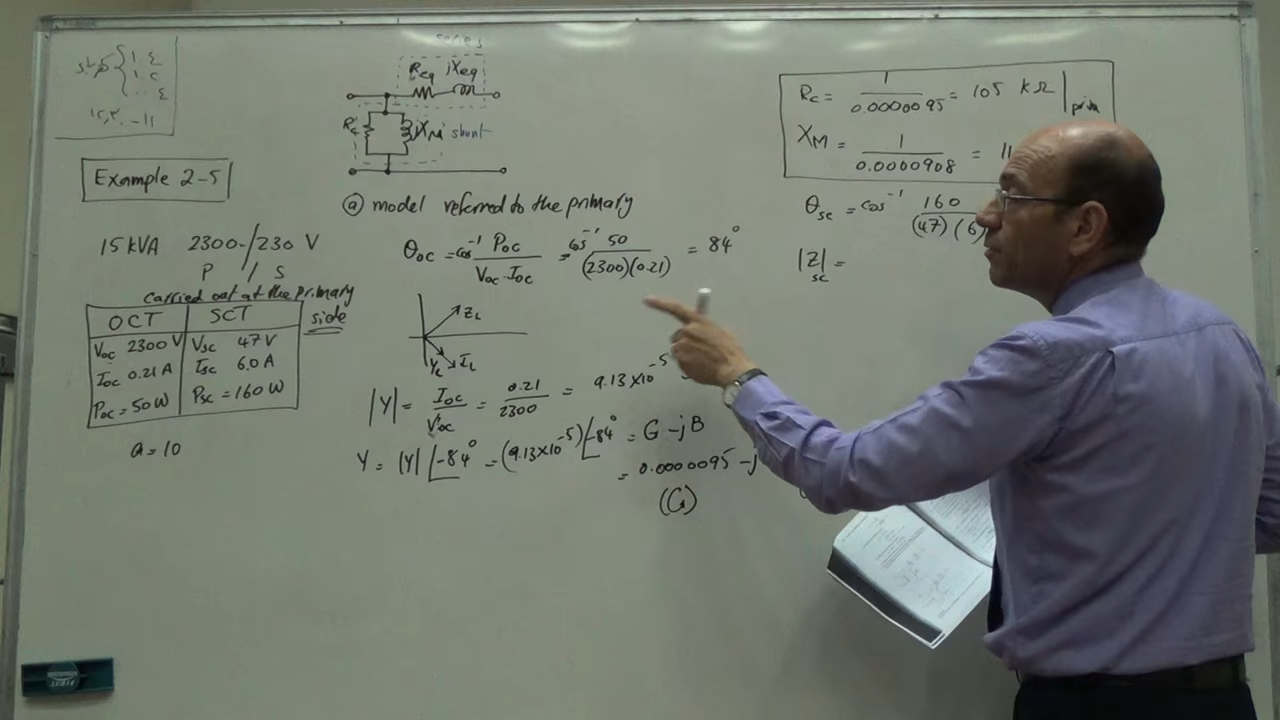 series
Req jXeq
Rc jXM shunt
Example 2-5
15 kVA 2300/230 V
P / S
carried out at the primary side
OCT SCT
Voc 2300 V Vsc 47 V
Ioc 0.21 A Isc 6.0 A
Poc = 50 W Psc = 160 W
a = 10
ⓐ model referred to the primary
θoc = cos⁻¹ Poc / Voc · Ioc = cos⁻¹ 50 / (2300)(0.21) = 84°
ZL
YL IL
|Y| = Ioc / Voc = 0.21 / 2300 = 9.13 × 10⁻⁵
Y = |Y| ∠-84° = (9.13×10⁻⁵) ∠-84° = G - jB
= 0.0000095 - j
(G)
Rc = 1 / 0.0000095 = 105 kΩ | prim
XM = 1 / 0.0000908 = 11
θsc = cos⁻¹ 160 / (47)(6)
|Z|sc =